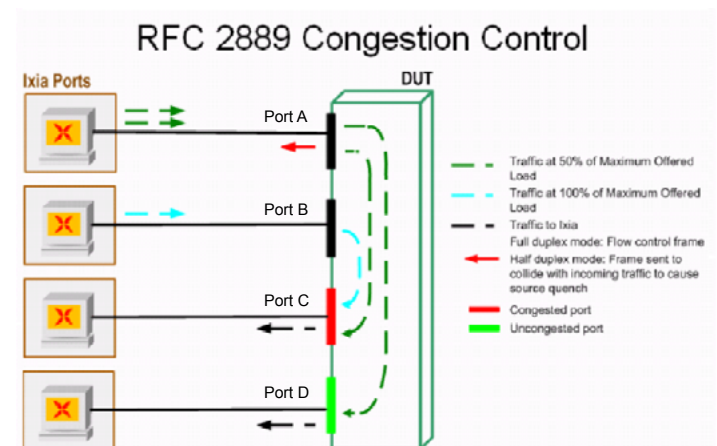 RFC 2889 Congestion Control
Ixia Ports
DUT
Port A
Port B
Port C
Port D
Traffic at 50% of Maximum Offered
Load
Traffic at 100% of Maximum Offered
Load
Traffic to Ixia
Full duplex mode: Flow control frame
Half duplex mode: Frame sent to
collide with incoming traffic to cause
source quench
Congested port
Uncongested port